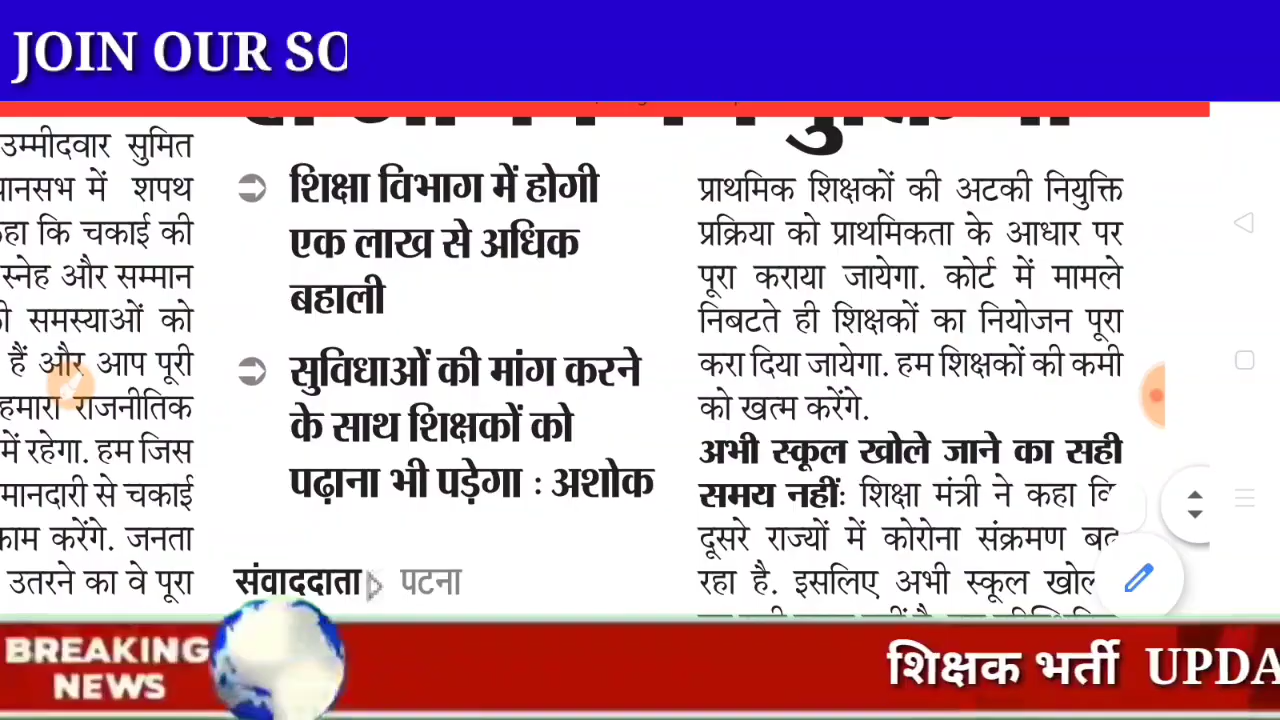 JOIN OUR SC
उम्मीदवार सुमित
में शपथ
कि चकाई की
स्नेह और सम्मान
समस्याओं को
हैं और आप पूरी
हमारा राजनीतिक
में रहेगा. हम जिस
से चकाई
काम करेंगे. जनता
उतरने का वे पूरा
शिक्षा विभाग में होगी
एक लाख से अधिक
बहाली
सुविधाओं की मांग करने
के साथ शिक्षकों को
पढ़ाना भी पड़ेगा : अशोक
संवाददाता पटना
प्राथमिक शिक्षकों की अटकी नियुक्ति
प्रक्रिया को प्राथमिकता के आधार पर
पूरा कराया जायेगा. कोर्ट में मामले
निबटते ही शिक्षकों का नियोजन पूरा
करा दिया जायेगा. हम शिक्षकों की कमी
को खत्म करेंगे.
अभी स्कूल खोले जाने का सही
समय नहीं: शिक्षा मंत्री ने कहा
दूसरे राज्यों में कोरोना संक्रमण
रहा है. इसलिए अभी स्कूल
BREAKING
NEWS
शिक्षक भर्ती UPDA